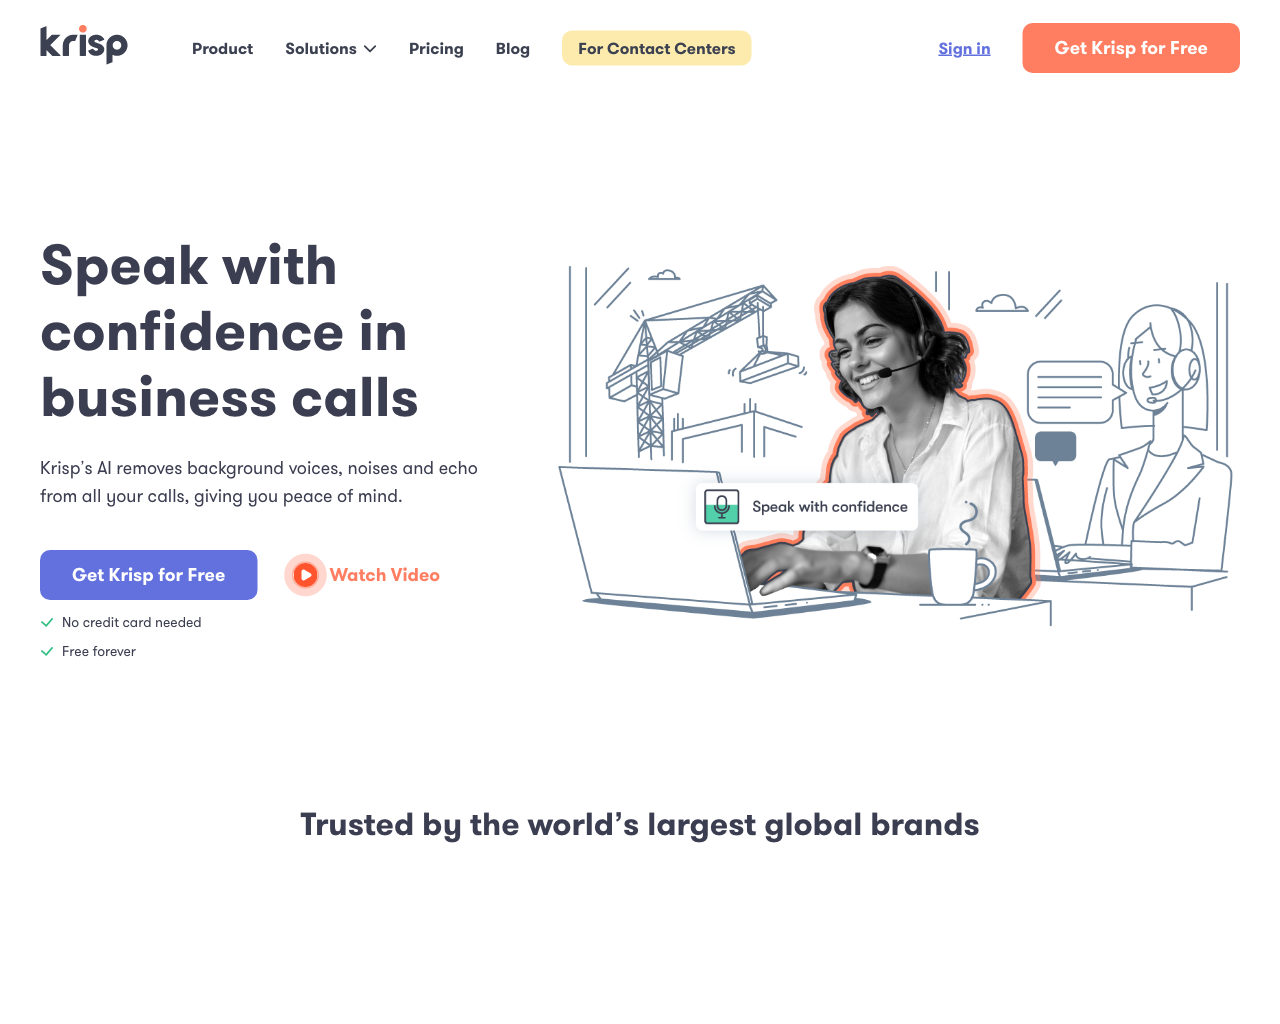 krisp
Product
Solutions
Pricing
Blog
For Contact Centers
Sign in
Get Krisp for Free
Speak with
confidence in
business calls
Krisp's AI removes background voices, noises and echo
from all your calls, giving you peace of mind.
Get Krisp for Free
Watch Video
No credit card needed
Free forever
Speak with confidence
Trusted by the world's largest global brands